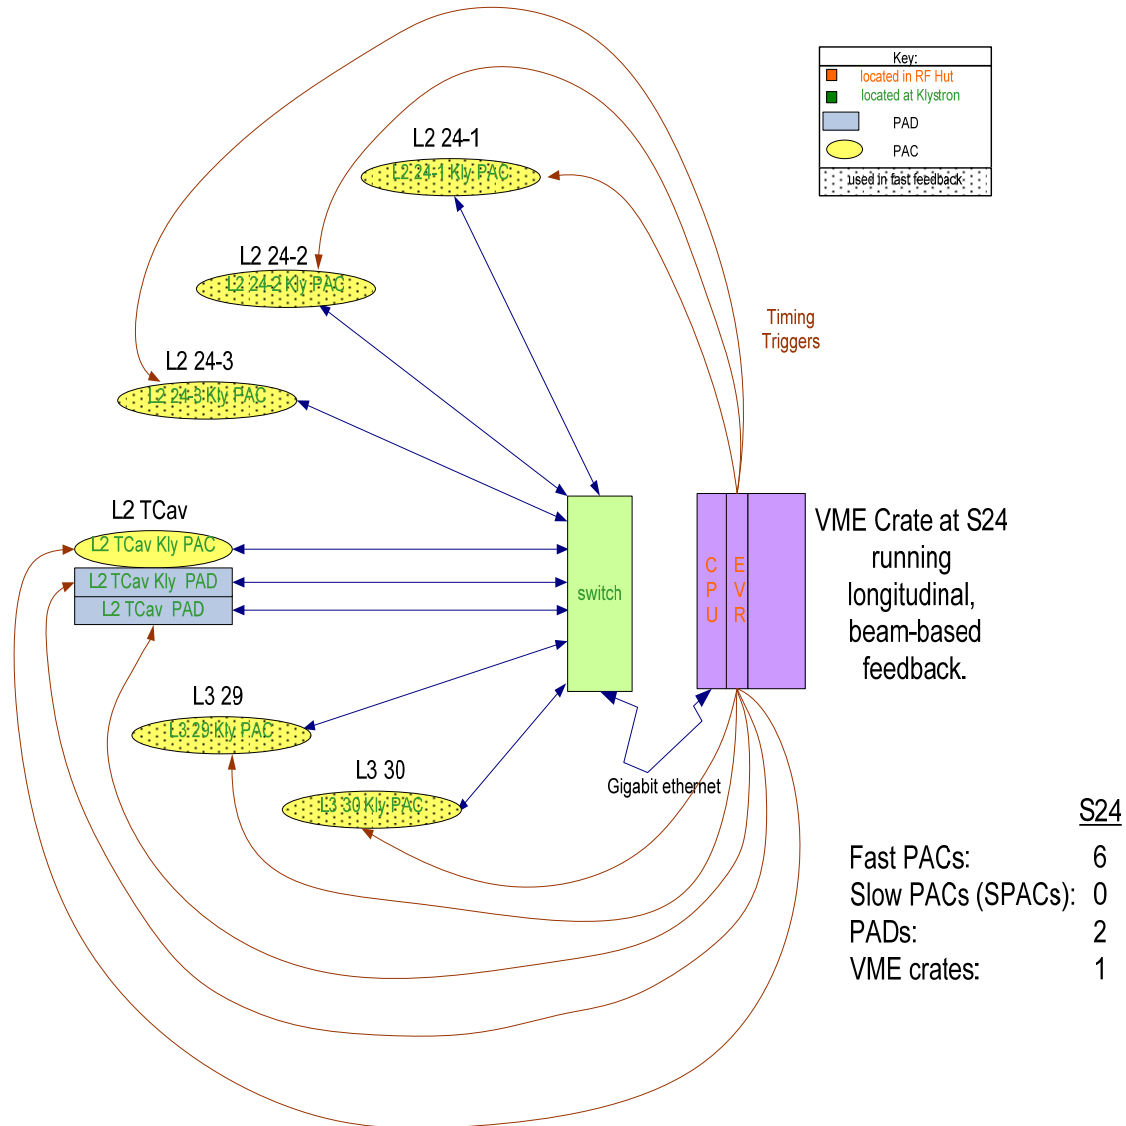 Key:
located in RF Hut
located at Klystron
PAD
PAC
used in fast feedback
L2 24-1
L2 24-1 Kly PAC
L2 24-2
L2 24-2 Kly PAC
Timing
Triggers
L2 24-3
L2 24-3 Kly PAC
L2 TCav
L2 TCav Kly PAC
L2 TCav Kly PAD
L2 TCav PAD
switch
CPU
EVR
VME Crate at S24
running
longitudinal,
beam-based
feedback.
L3 29
L3 29 Kly PAC
L3 30
L3 30 Kly PAC
Gigabit ethernet
S24
Fast PACs: 6
Slow PACs (SPACs): 0
PADs: 2
VME crates: 1